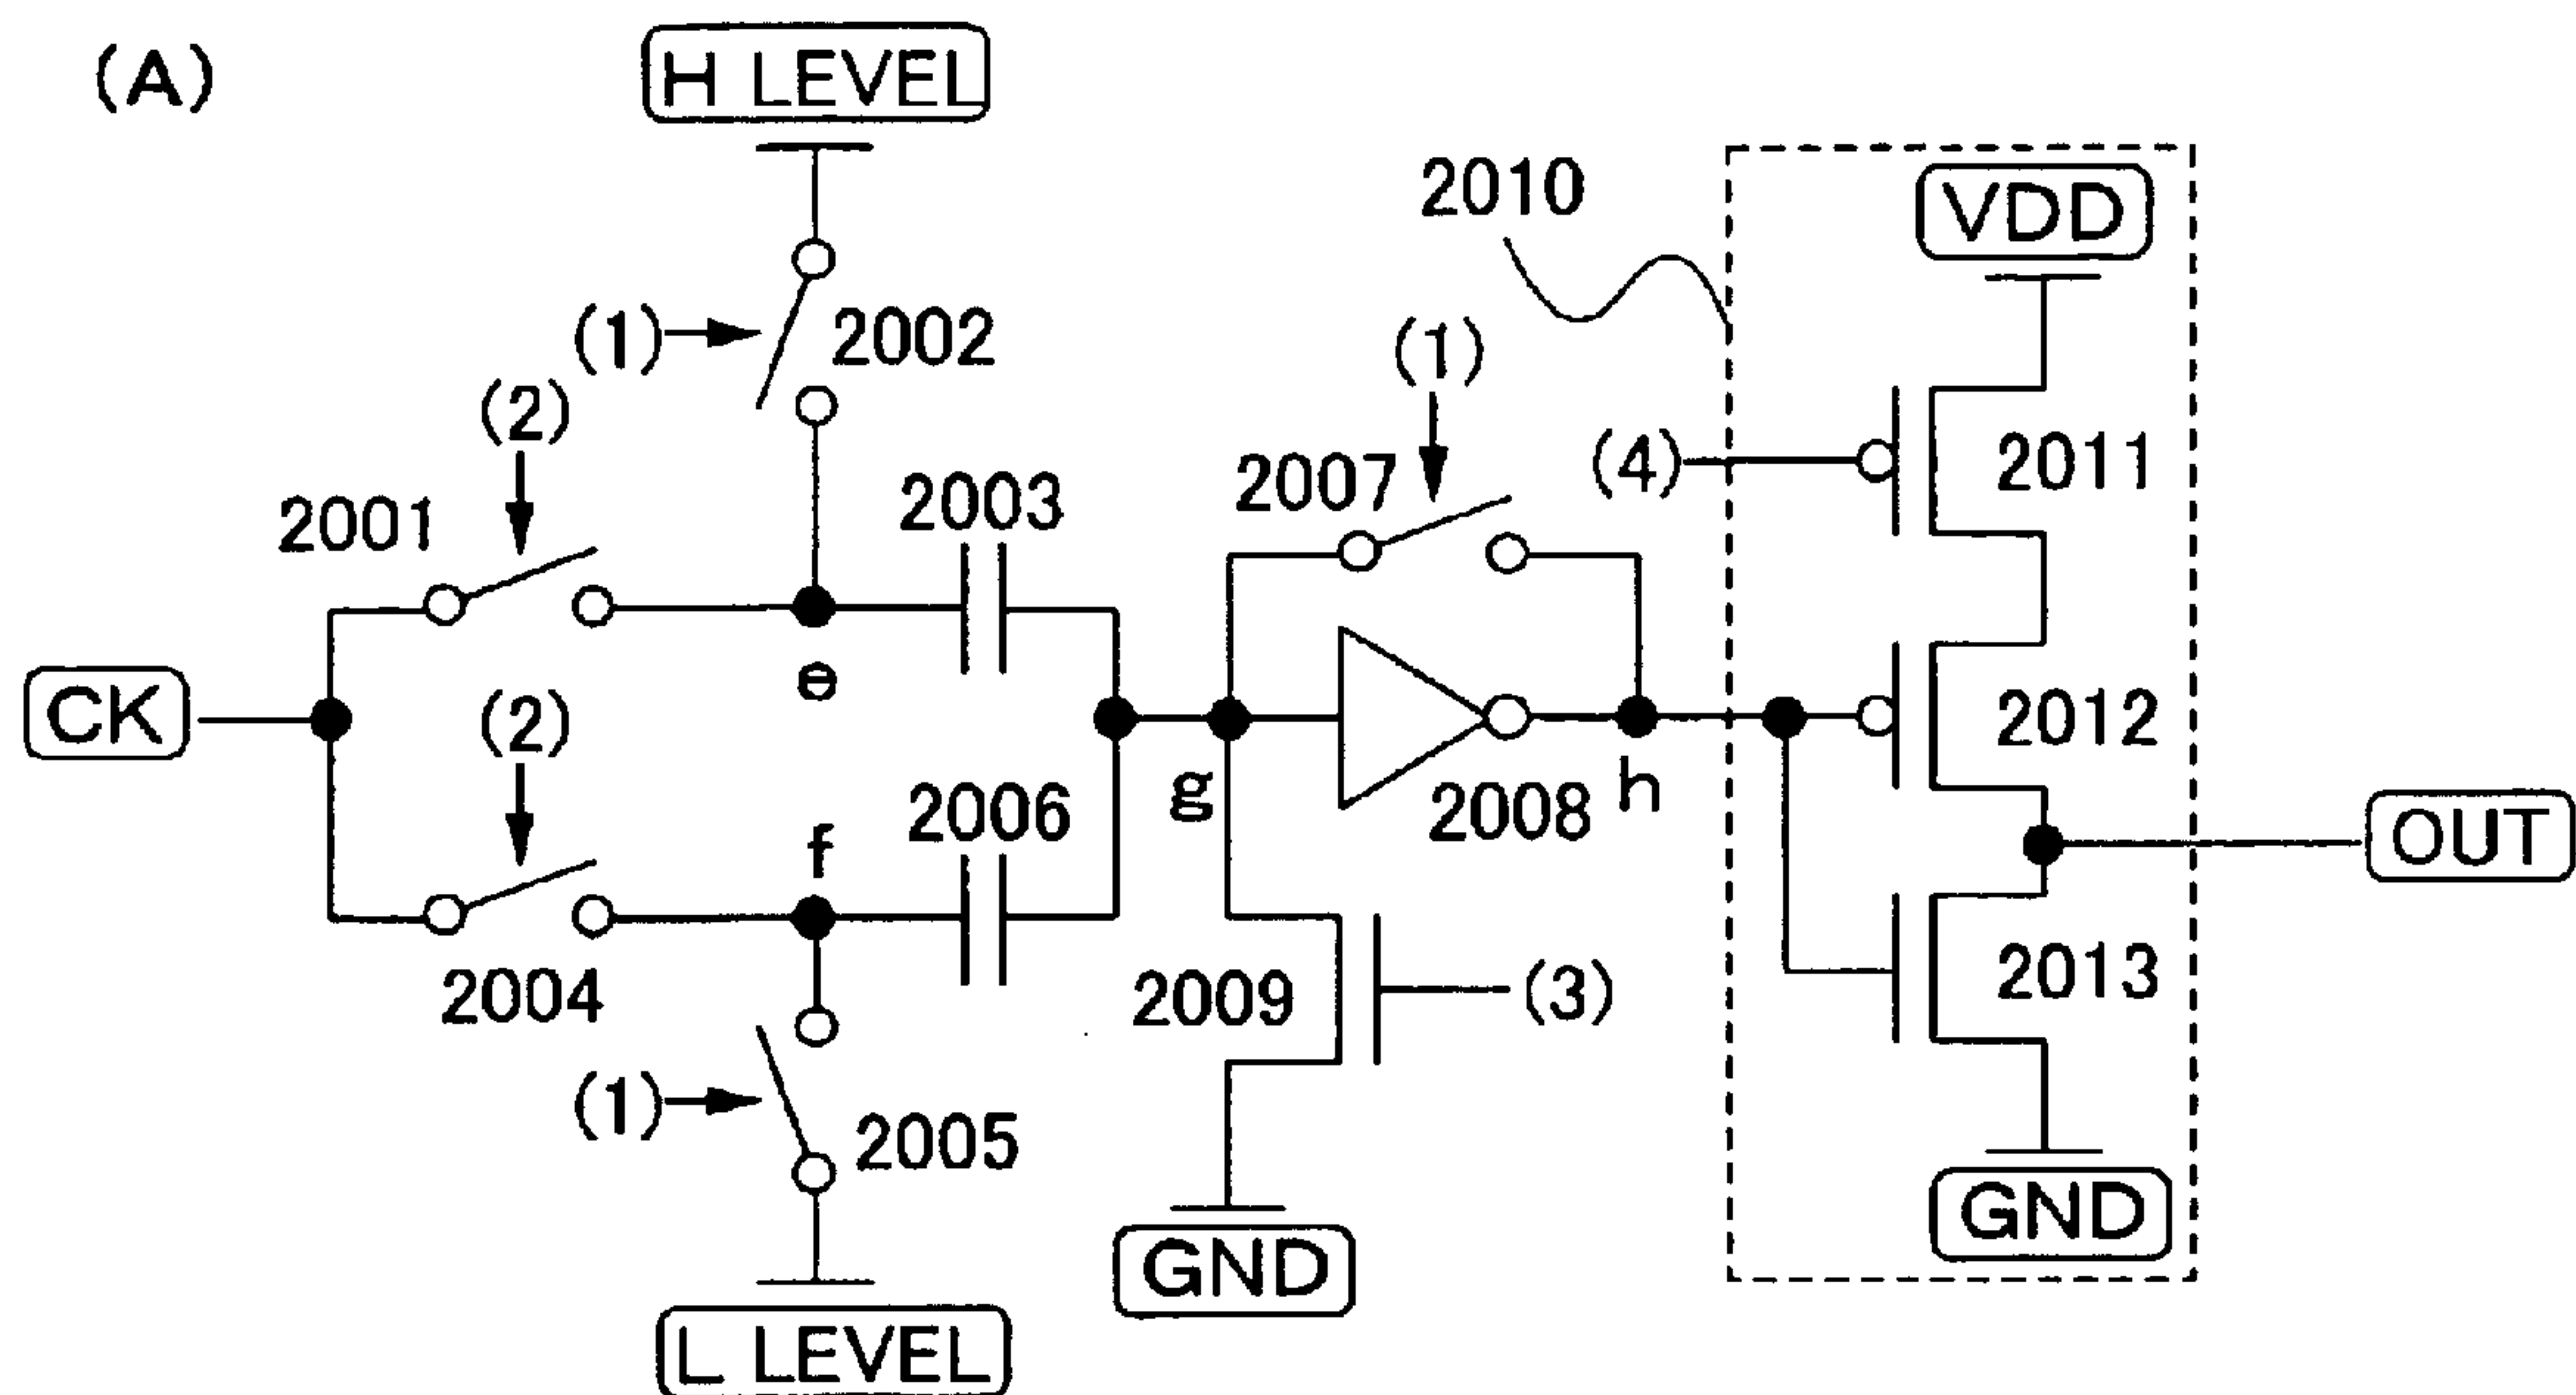 (A)
H LEVEL
2010
VDD
(1)
2002
(1)
(2)
2001
2003
2007
(4)
2011
e
CK
(2)
2012
g
2008
h
f
2006
OUT
2004
2009
(3)
2013
(1)
2005
GND
GND
L LEVEL